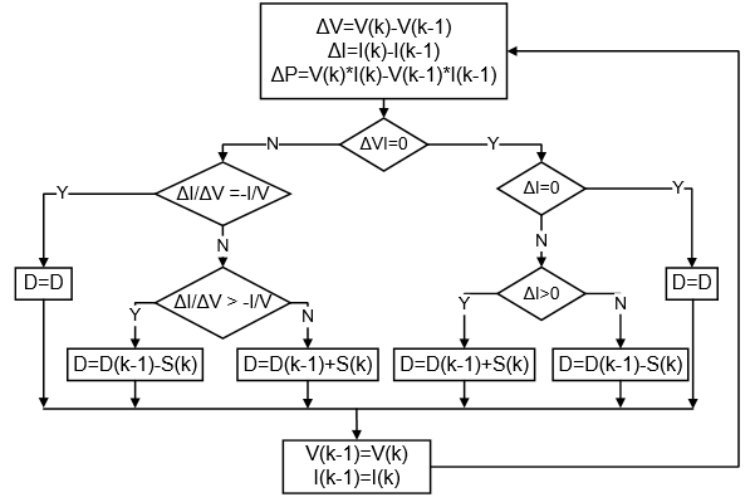 ΔV=V(k)-V(k-1)
ΔI=I(k)-I(k-1)
ΔP=V(k)*I(k)-V(k-1)*I(k-1)
N
ΔVI=0
Y
Y
ΔI/ΔV =-I/V
ΔI=0
Y
N
N
D=D
ΔI/ΔV > -I/V
ΔI>0
D=D
Y
N
Y
N
D=D(k-1)-S(k)
D=D(k-1)+S(k)
D=D(k-1)+S(k)
D=D(k-1)-S(k)
V(k-1)=V(k)
I(k-1)=I(k)